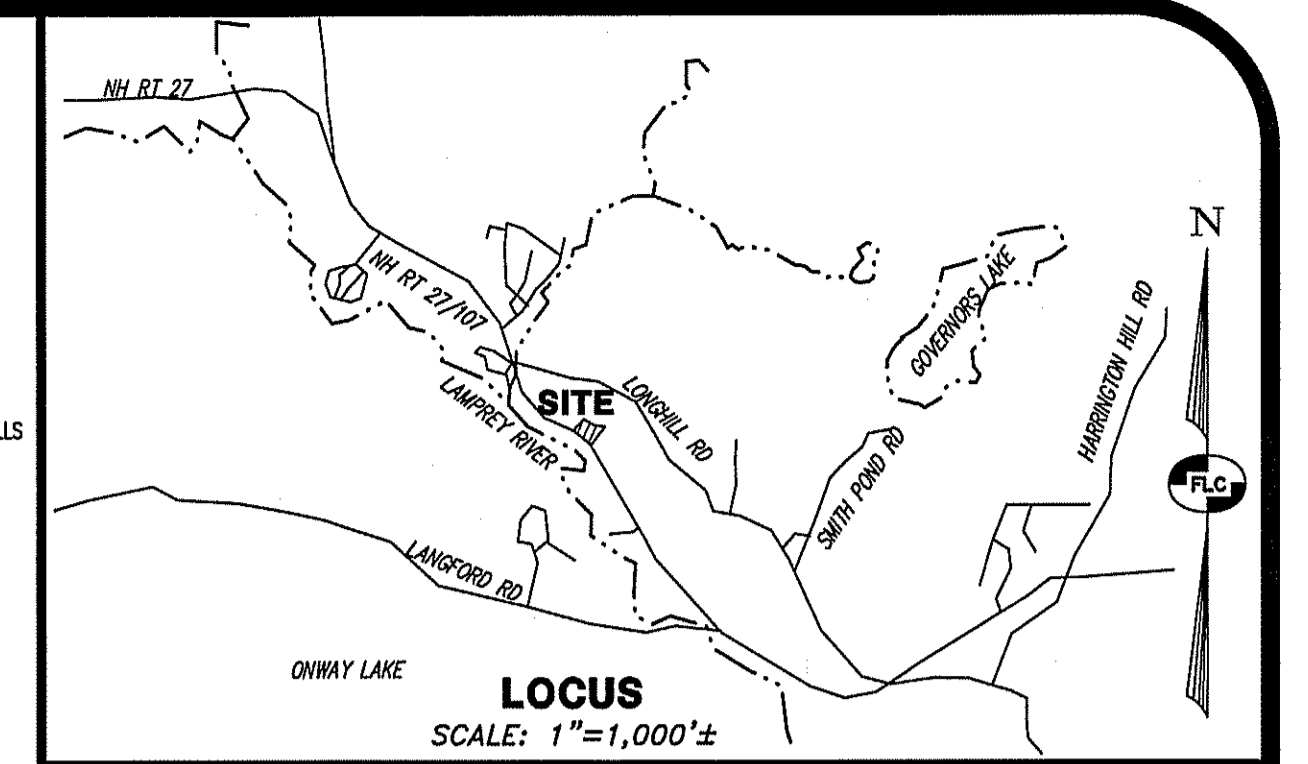 NH RT 27
N
NH RT 27/107
GOVERNORS LAKE
HARRINGTON HILL RD
LONGHILL RD
SITE
LAMPREY RIVER
LLS
SMITH POND RD
FLC
LANGFORD RD
ONWAY LAKE
LOCUS
SCALE: 1"=1,000'±